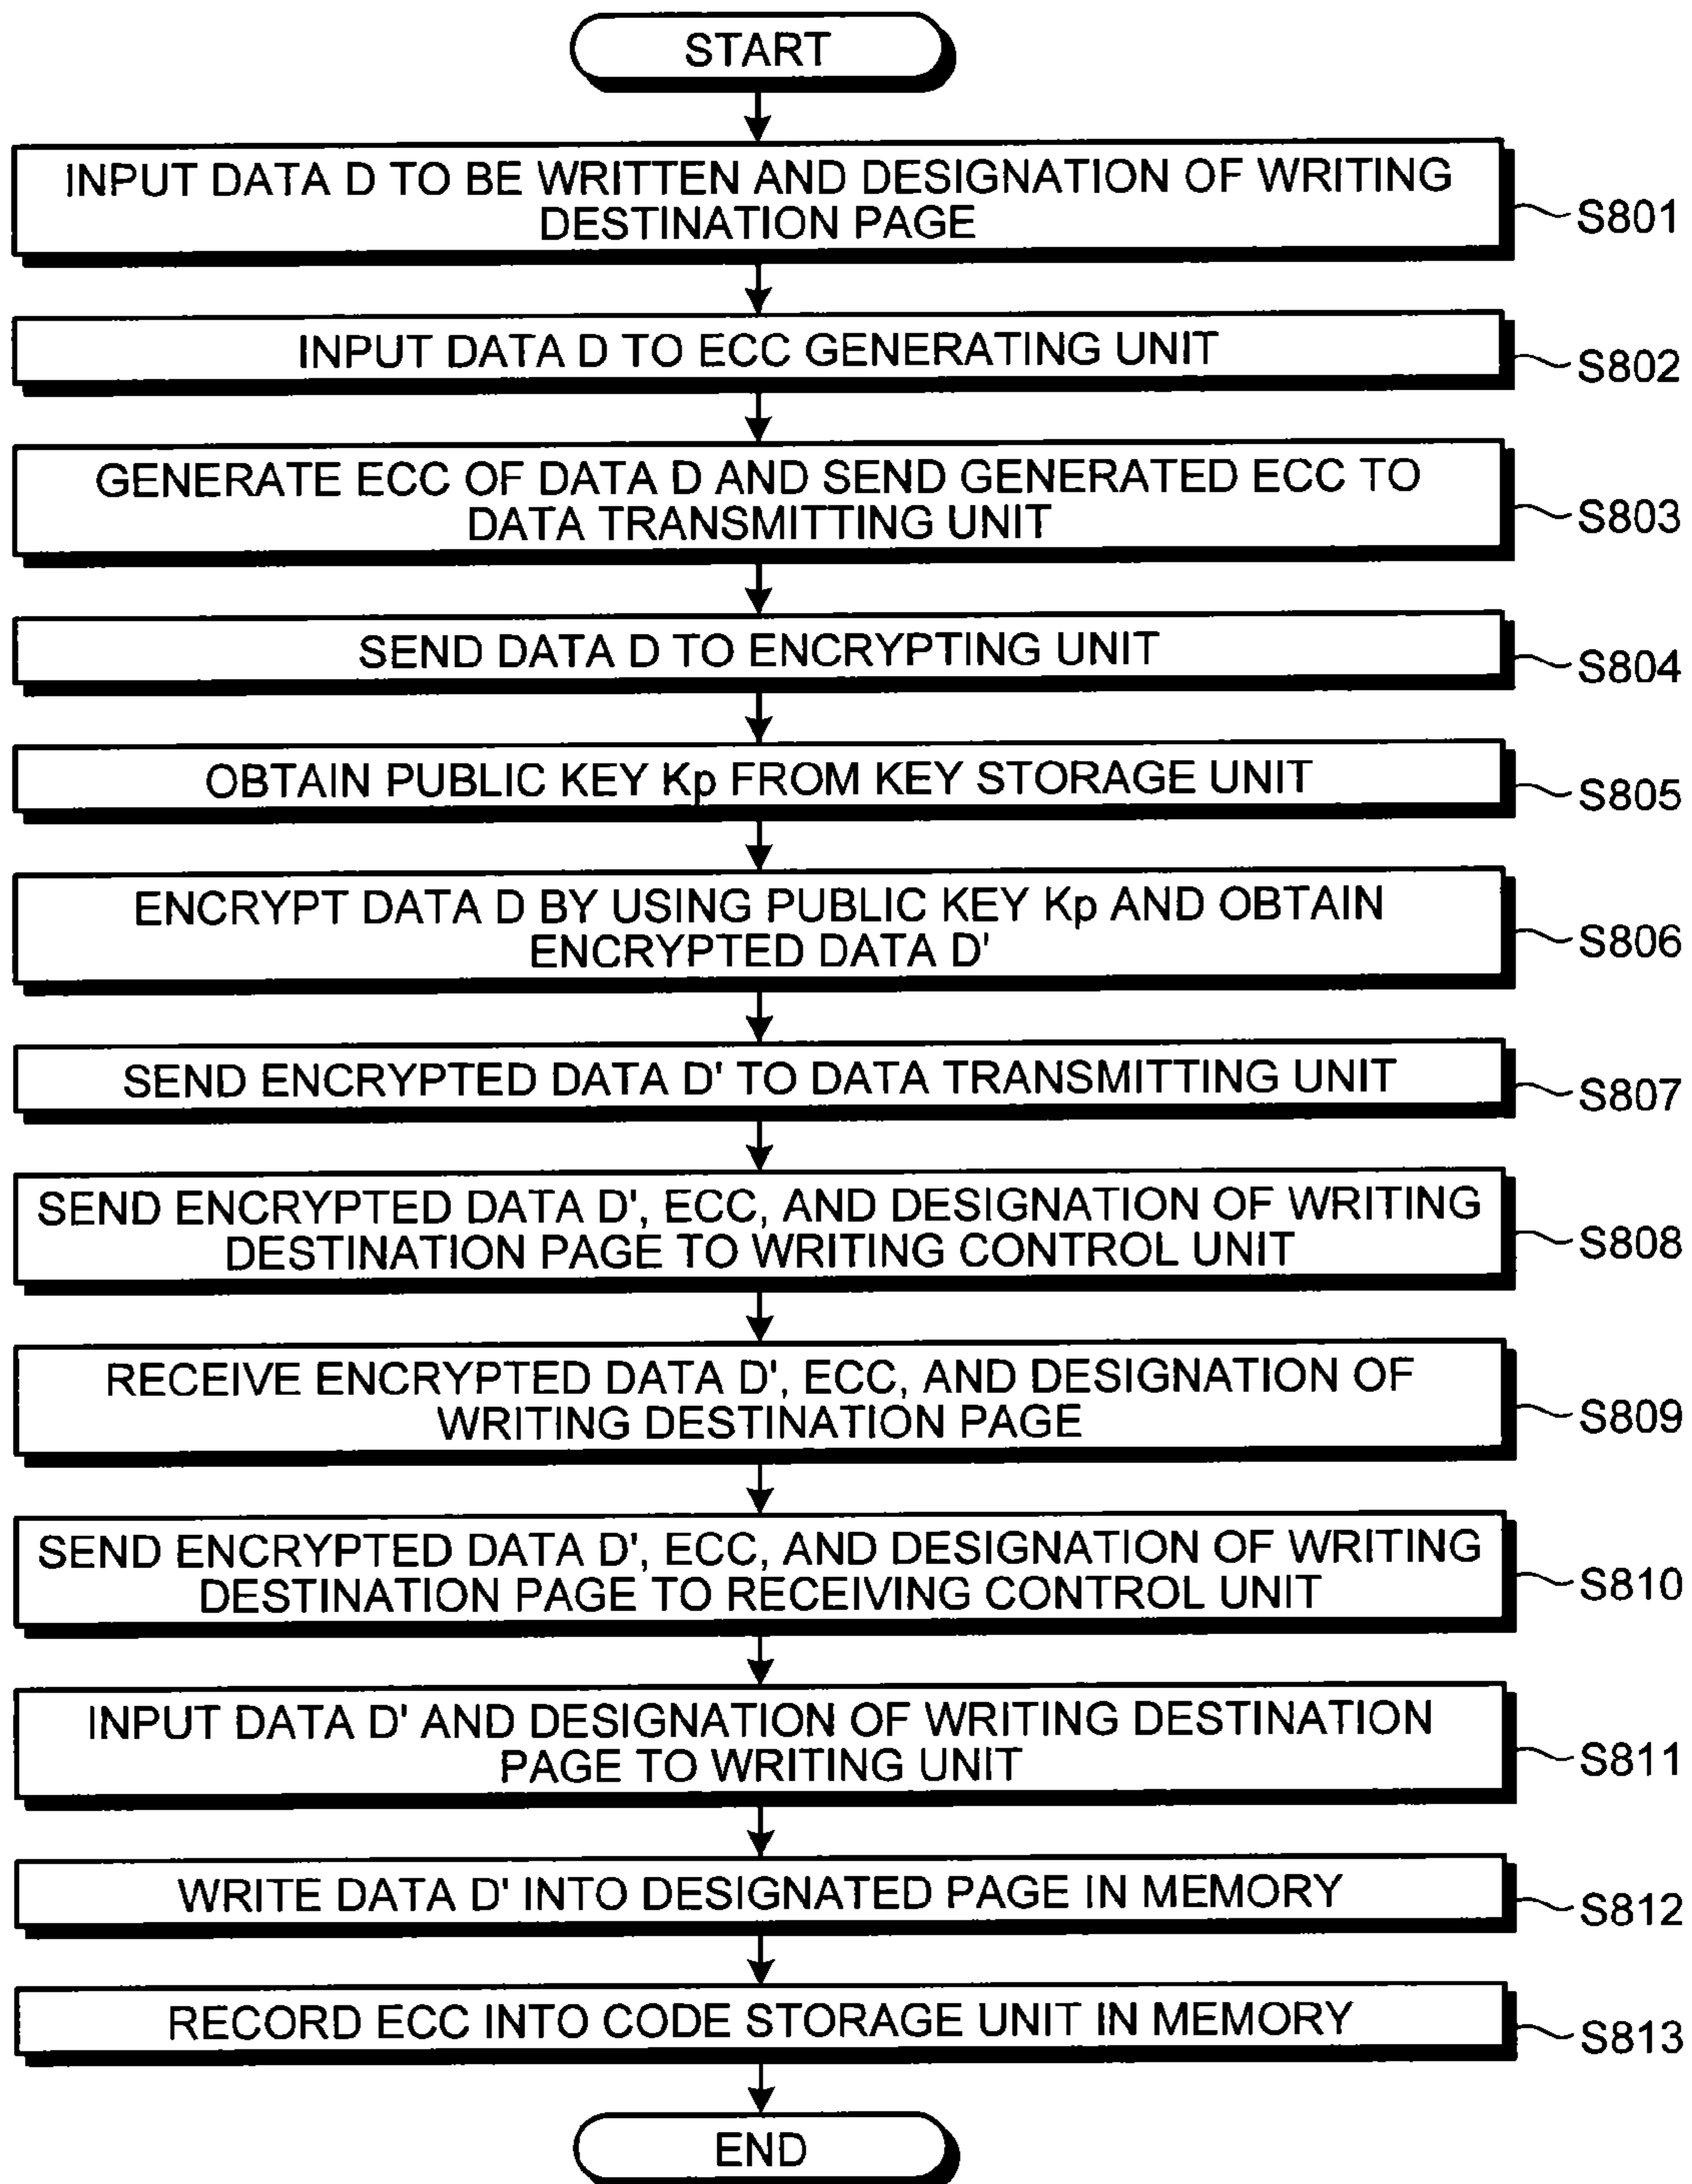 START
INPUT DATA D TO BE WRITTEN AND DESIGNATION OF WRITING
DESTINATION PAGE
S801
INPUT DATA D TO ECC GENERATING UNIT
S802
GENERATE ECC OF DATA D AND SEND GENERATED ECC TO
DATA TRANSMITTING UNIT
S803
SEND DATA D TO ENCRYPTING UNIT
S804
OBTAIN PUBLIC KEY Kp FROM KEY STORAGE UNIT
S805
ENCRYPT DATA D BY USING PUBLIC KEY Kp AND OBTAIN
ENCRYPTED DATA D'
S806
SEND ENCRYPTED DATA D' TO DATA TRANSMITTING UNIT
S807
SEND ENCRYPTED DATA D', ECC, AND DESIGNATION OF WRITING
DESTINATION PAGE TO WRITING CONTROL UNIT
S808
RECEIVE ENCRYPTED DATA D', ECC, AND DESIGNATION OF
WRITING DESTINATION PAGE
S809
SEND ENCRYPTED DATA D', ECC, AND DESIGNATION OF WRITING
DESTINATION PAGE TO RECEIVING CONTROL UNIT
S810
INPUT DATA D' AND DESIGNATION OF WRITING DESTINATION
PAGE TO WRITING UNIT
S811
WRITE DATA D' INTO DESIGNATED PAGE IN MEMORY
S812
RECORD ECC INTO CODE STORAGE UNIT IN MEMORY
S813
END